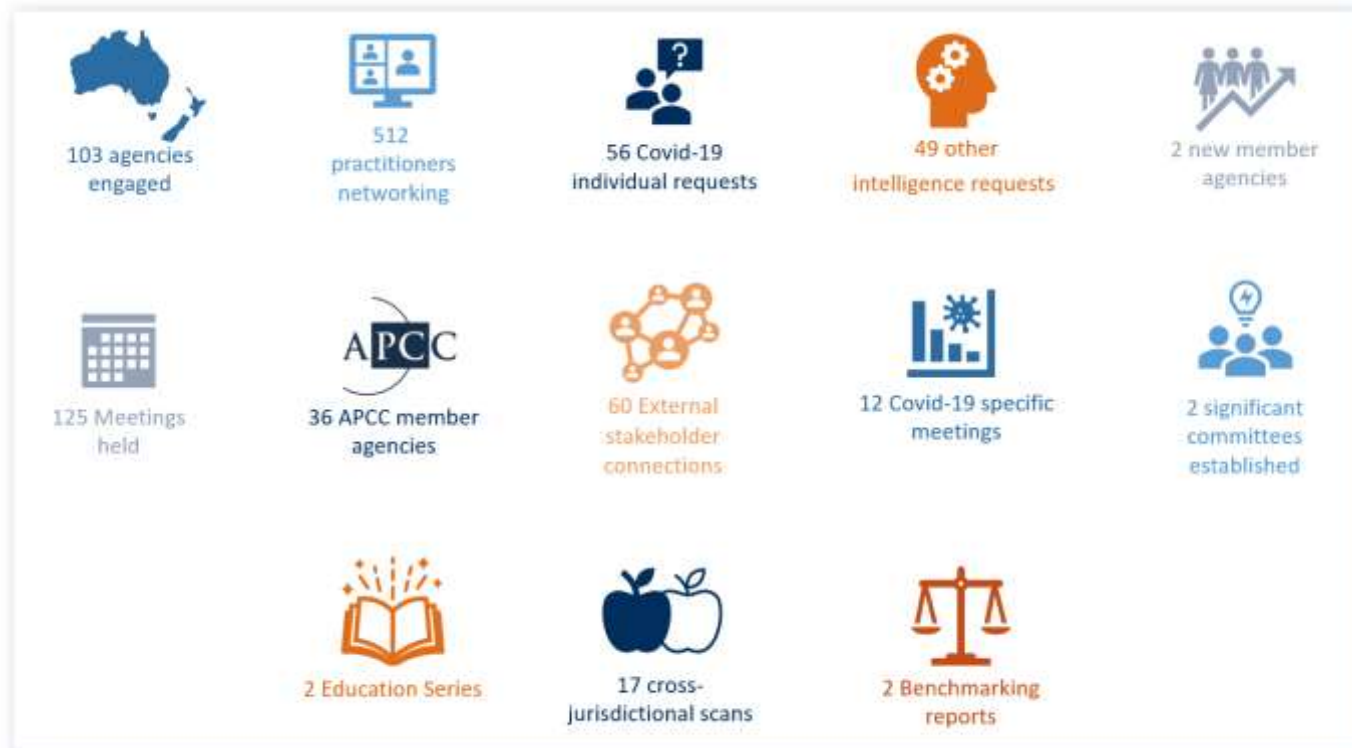 103 agencies
engaged
512
practitioners
networking
?
56 Covid-19
individual requests
49 other
intelligence requests
2 new member
agencies
125 Meetings
held
APCC
36 APCC member
agencies
60 External
stakeholder
connections
12 Covid-19 specific
meetings
2 significant
committees
established
2 Education Series
17 cross-
jurisdictional scans
2 Benchmarking
reports